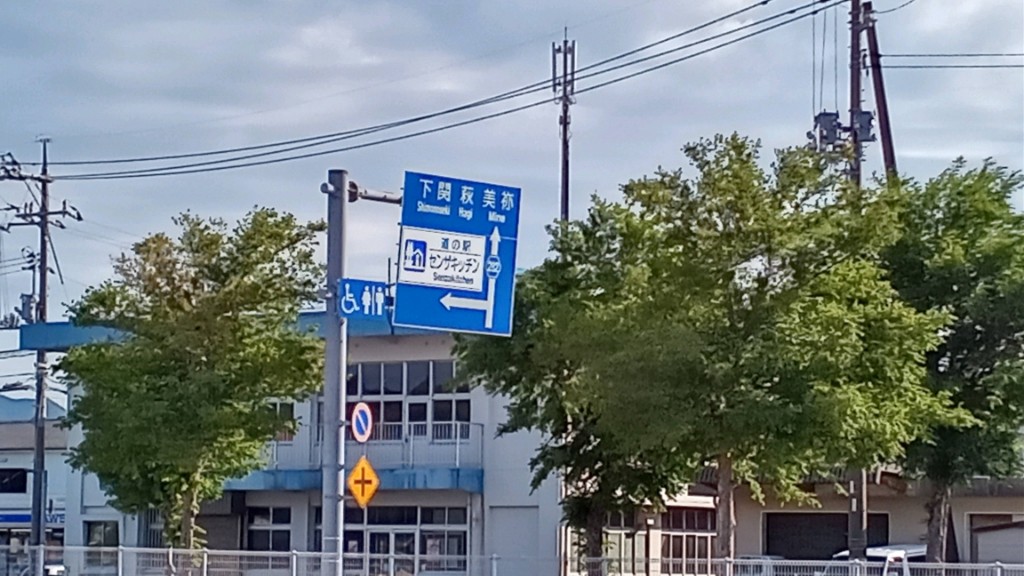 下関 萩 美祢
Shimonoseki Hagi Mine
道の駅
センザキッチン
Senzakitchen
292